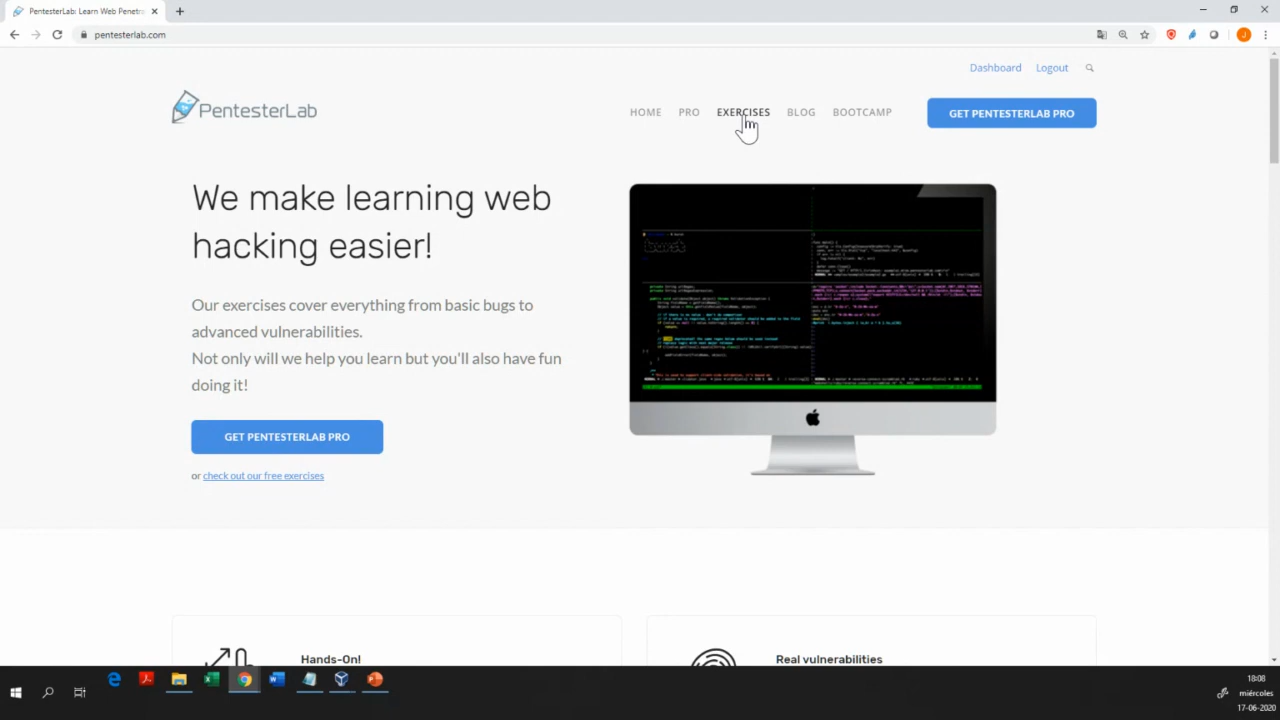 PentesterLab: Learn Web Penetra
pentesterlab.com
J
Dashboard
Logout
PentesterLab
HOME
PRO
EXERCISES
BLOG
BOOTCAMP
GET PENTESTERLAB PRO
We make learning web
hacking easier!
Our exercises cover everything from basic bugs to
advanced vulnerabilities.
Not only will we help you learn but you'll also have fun
doing it!
GET PENTESTERLAB PRO
or check out our free exercises
Hands-On!
Real vulnerabilities
18:08
miércoles
17-06-2020